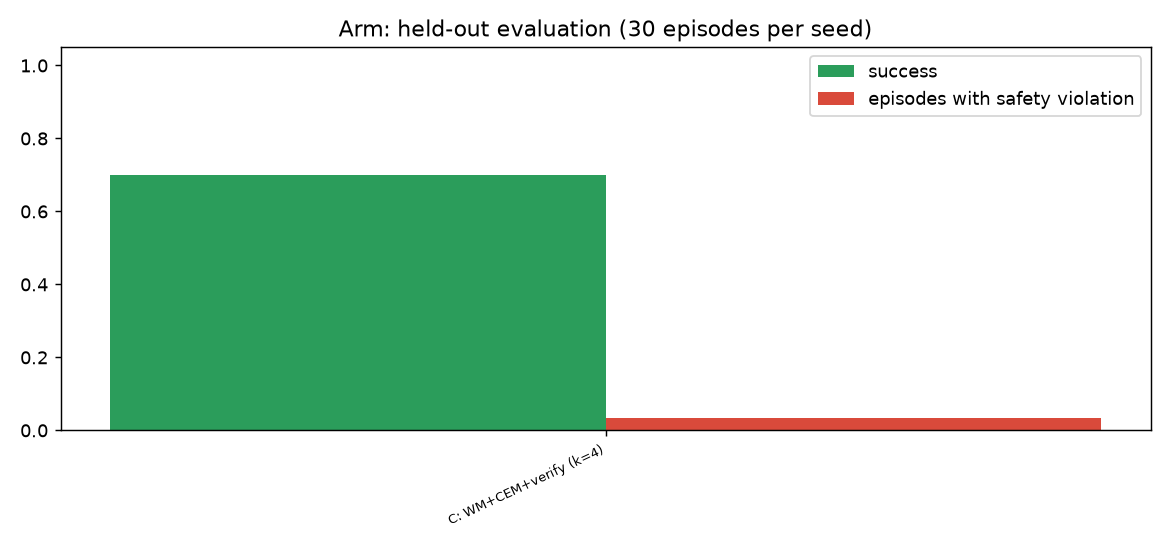 Arm: held-out evaluation (30 episodes per seed)
success
episodes with safety violation
1.0
0.8
0.6
0.4
0.2
0.0
C: WM+CEM+verify (k=4)